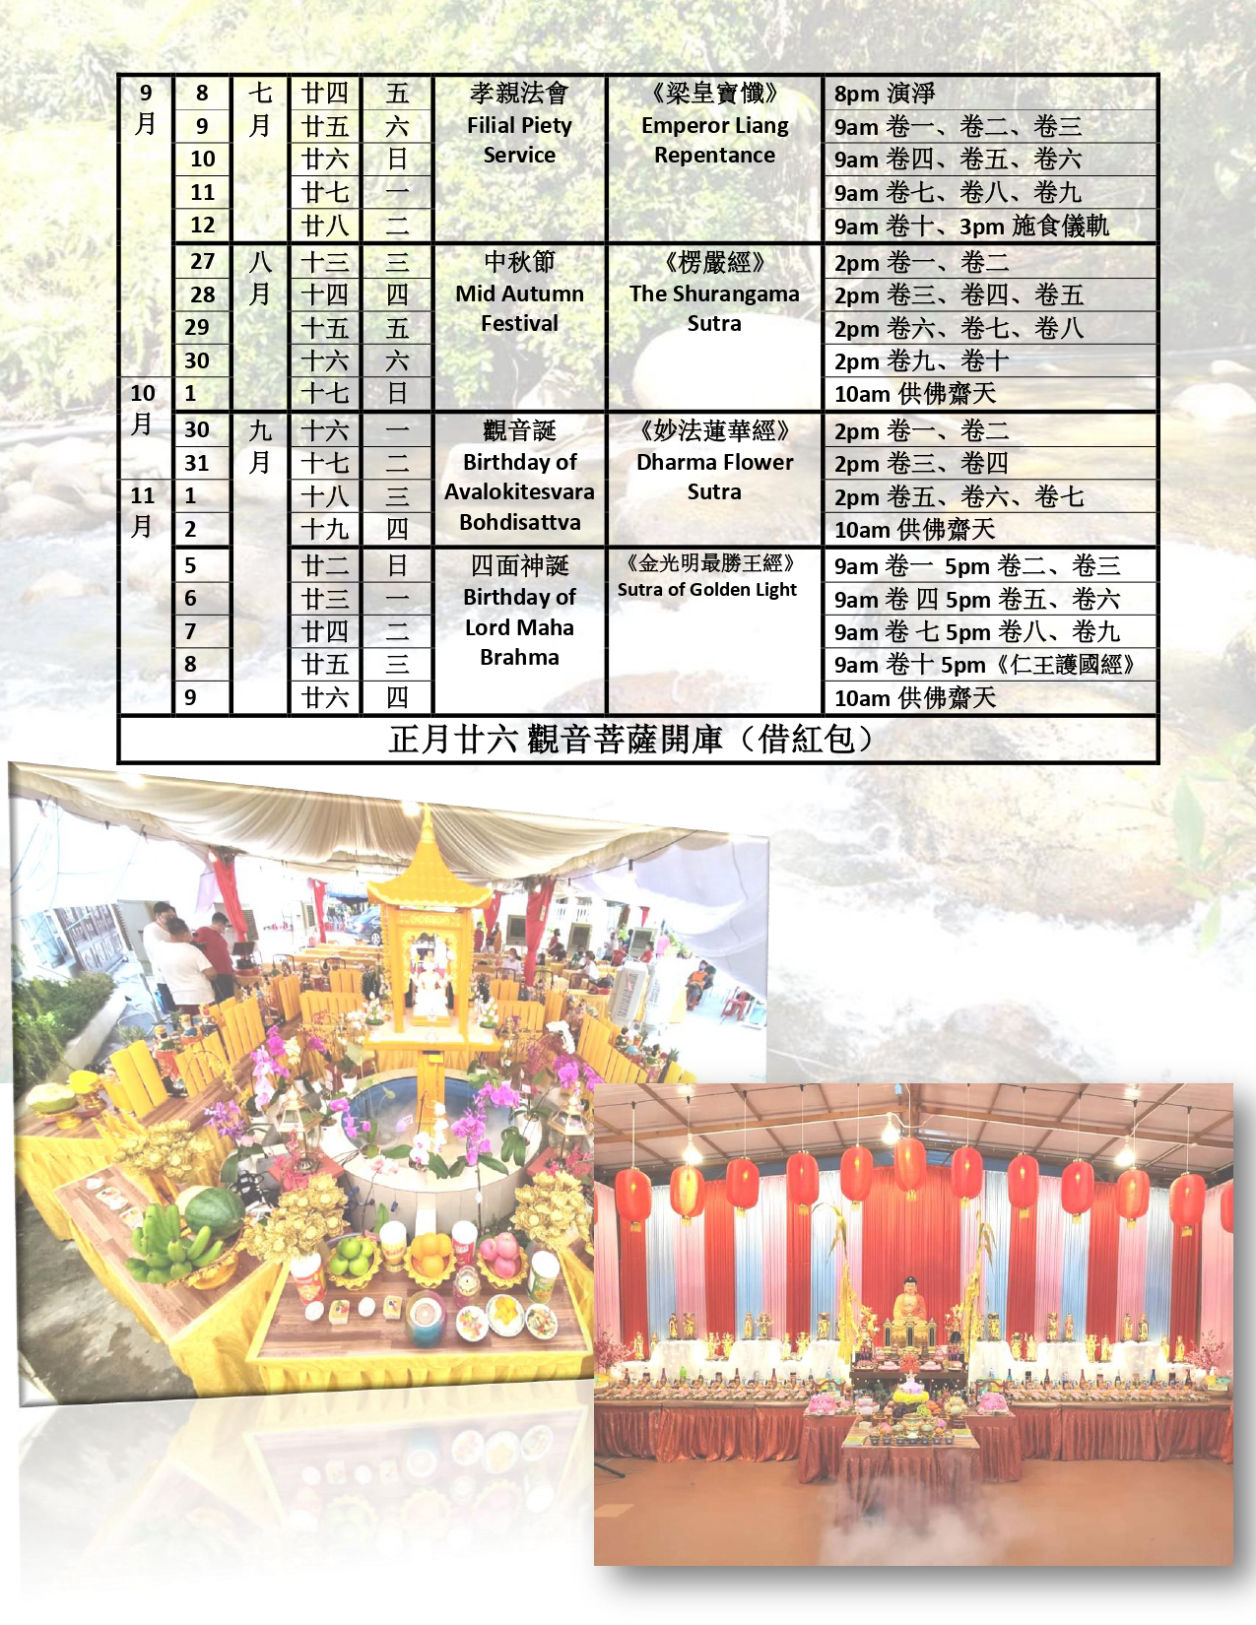 9月 8 七月 廿四 五 孝親法會 《梁皇寶懺》 8pm 演淨
9 廿五 六 Filial Piety Emperor Liang 9am 卷一、卷二、卷三
10 廿六 日 Service Repentance 9am 卷四、卷五、卷六
11 廿七 一 9am 卷七、卷八、卷九
12 廿八 二 9am 卷十、3pm 施食儀軌
27 八月 十三 三 中秋節 《楞嚴經》 2pm 卷一、卷二
28 十四 四 Mid Autumn The Shurangama 2pm 卷三、卷四、卷五
29 十五 五 Festival Sutra 2pm 卷六、卷七、卷八
30 十六 六 2pm 卷九、卷十
10月 1 十七 日 10am 供佛齋天
30 九月 十六 一 觀音誕 《妙法蓮華經》 2pm 卷一、卷二
31 十七 二 Birthday of Dharma Flower 2pm 卷三、卷四
11月 1 十八 三 Avalokitesvara Sutra 2pm 卷五、卷六、卷七
2 十九 四 Bohdisattva 10am 供佛齋天
5 廿二 日 四面神誕 《金光明最勝王經》 9am 卷一 5pm 卷二、卷三
6 廿三 一 Birthday of Sutra of Golden Light 9am 卷 四 5pm 卷五、卷六
7 廿四 二 Lord Maha 9am 卷 七 5pm 卷八、卷九
8 廿五 三 Brahma 9am 卷十 5pm《仁王護國經》
9 廿六 四 10am 供佛齋天
正月廿六 觀音菩薩開庫（借紅包）